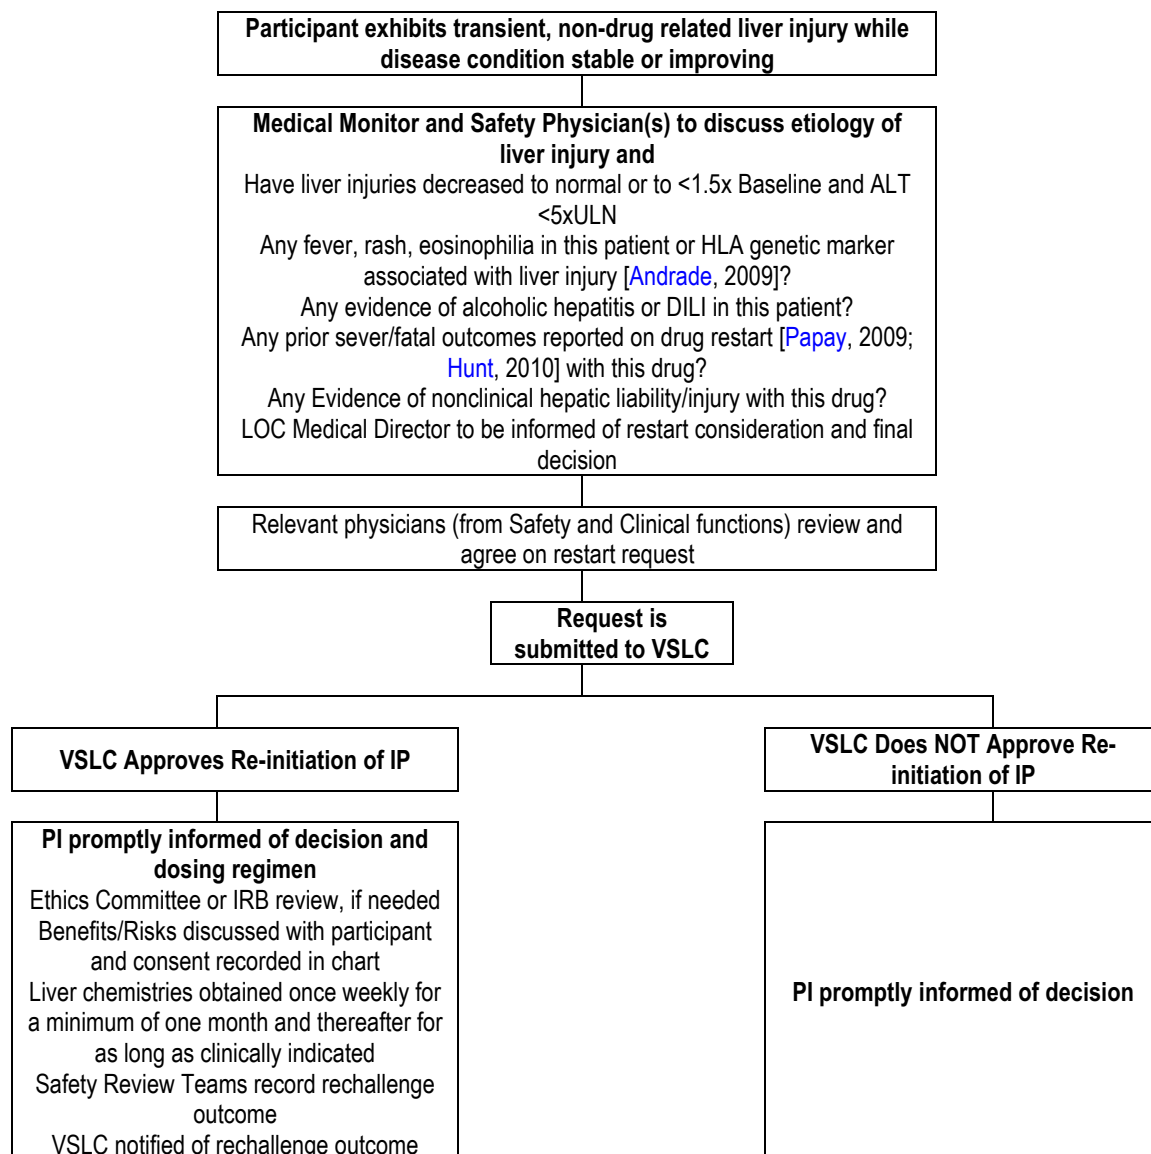 Participant exhibits transient, non-drug related liver injury while
disease condition stable or improving
Medical Monitor and Safety Physician(s) to discuss etiology of
liver injury and
Have liver injuries decreased to normal or to <1.5x Baseline and ALT
<5xULN
Any fever, rash, eosinophilia in this patient or HLA genetic marker
associated with liver injury [Andrade, 2009]?
Any evidence of alcoholic hepatitis or DILI in this patient?
Any prior sever/fatal outcomes reported on drug restart [Papay, 2009;
Hunt, 2010] with this drug?
Any Evidence of nonclinical hepatic liability/injury with this drug?
LOC Medical Director to be informed of restart consideration and final
decision
Relevant physicians (from Safety and Clinical functions) review and
agree on restart request
Request is
submitted to VSLC
VSLC Approves Re-initiation of IP
VSLC Does NOT Approve Re-
initiation of IP
PI promptly informed of decision and
dosing regimen
Ethics Committee or IRB review, if needed
Benefits/Risks discussed with participant
and consent recorded in chart
Liver chemistries obtained once weekly for
a minimum of one month and thereafter for
as long as clinically indicated
Safety Review Teams record rechallenge
outcome
VSLC notified of rechallenge outcome
PI promptly informed of decision